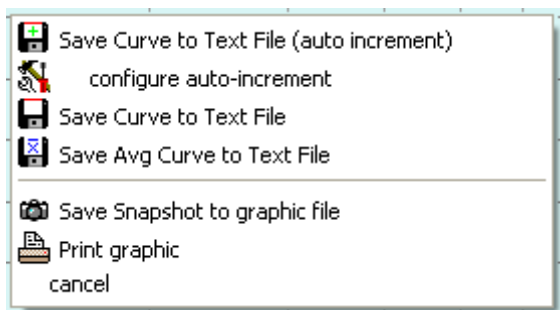 Save Curve to Text File (auto increment)
configure auto-increment
Save Curve to Text File
Save Avg Curve to Text File
Save Snapshot to graphic file
Print graphic
cancel